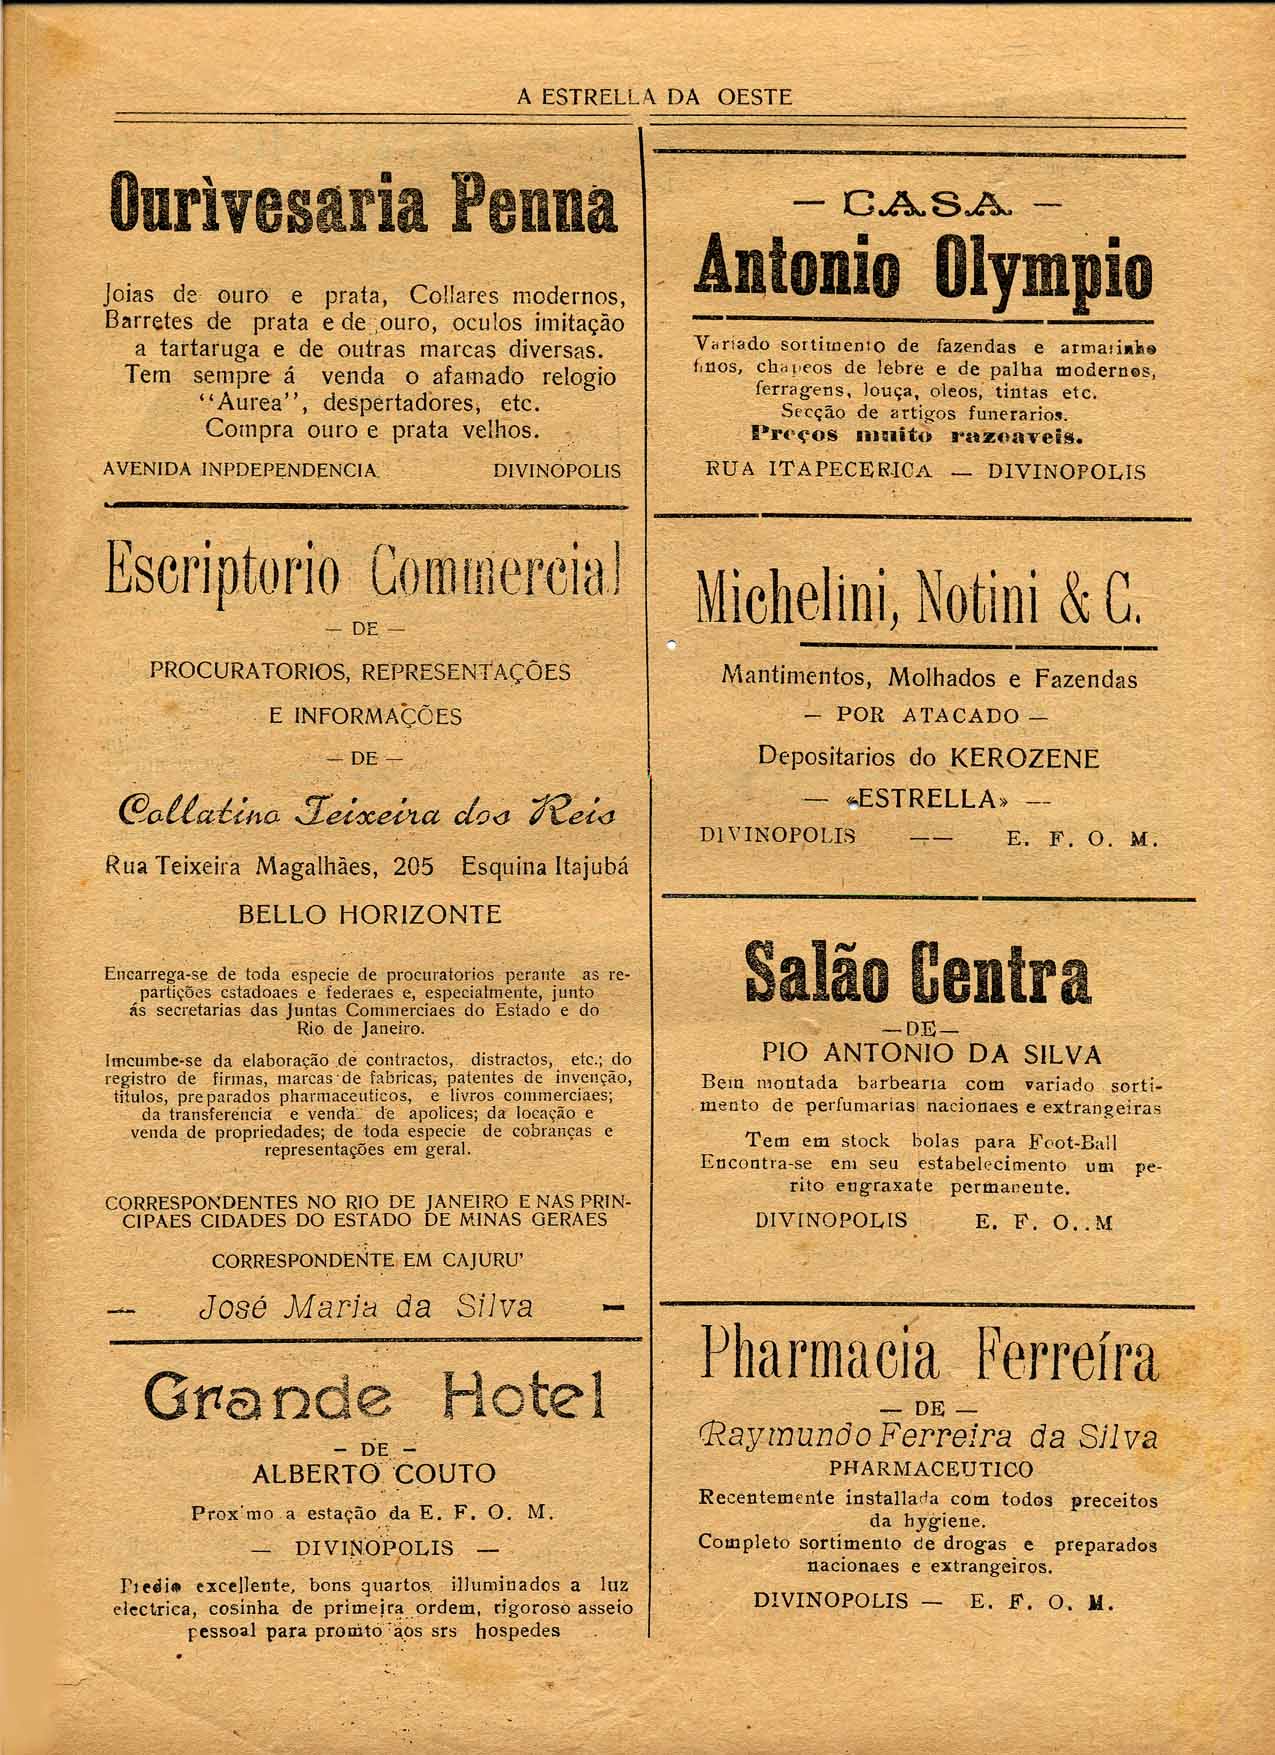 A ESTRELLA DA OESTE
Ourivesaria Penna
Joias de ouro e prata, Collares modernos,
Barretes de prata e de ouro, oculos imitação
a tartaruga e de outras marcas diversas.
Tem sempre á venda o afamado relogio
"Aurea", despertadores, etc.
Compra ouro e prata velhos.
AVENIDA INPDEPENDENCIA DIVINOPOLIS
Escriptorio Commercial
— DE —
PROCURATORIOS, REPRESENTAÇÕES
E INFORMAÇÕES
— DE —
Collatino Teixeira dos Reis
Rua Teixeira Magalhães, 205 Esquina Itajubá
BELLO HORIZONTE
Encarrega-se de toda especie de procuratorios perante as re-
partições estadoaes e federaes e, especialmente, junto
ás secretarias das Juntas Commerciaes do Estado e do
Rio de Janeiro.
Imcumbe-se da elaboração de contractos, distractos, etc.; do
registro de firmas, marcas de fabricas, patentes de invenção,
titulos, preparados pharmaceuticos, e livros commerciaes;
da transferencia e venda de apolices; da locação e
venda de propriedades; de toda especie de cobranças e
representações em geral.
CORRESPONDENTES NO RIO DE JANEIRO E NAS PRIN-
CIPAES CIDADES DO ESTADO DE MINAS GERAES
CORRESPONDENTE EM CAJURU'
— José Maria da Silva —
Grande Hotel
— DE —
ALBERTO COUTO
Proximo a estação da E. F. O. M.
— DIVINOPOLIS —
Predio excellente, bons quartos illuminados a luz
electrica, cosinha de primeira ordem, rigoroso asseio
pessoal para promto aos srs hospedes
— CASA —
Antonio Olympio
Variado sortimento de fazendas e armarinho
finos, chapeos de lebre e de palha modernos,
ferragens, louça, oleos, tintas etc.
Secção de artigos funerarios.
Preços muito razoaveis.
RUA ITAPECERICA — DIVINOPOLIS
Michelini, Notini & C.
Mantimentos, Molhados e Fazendas
— POR ATACADO —
Depositarios do KEROZENE
— «ESTRELLA» —
DIVINOPOLIS —— E. F. O. M.
Salão Centra
—DE—
PIO ANTONIO DA SILVA
Bem montada barbearia com variado sorti-
mento de perfumarias nacionaes e extrangeiras
Tem em stock bolas para Foot-Ball
Encontra-se em seu estabelecimento um pe-
rito engraxate permanente.
DIVINOPOLIS E. F. O..M
Pharmacia Ferreíra
— DE —
Raymundo Ferreira da Silva
PHARMACEUTICO
Recentemente installada com todos preceitos
da hygiene.
Completo sortimento de drogas e preparados
nacionaes e extrangeiros.
DIVINOPOLIS — E. F. O. M.